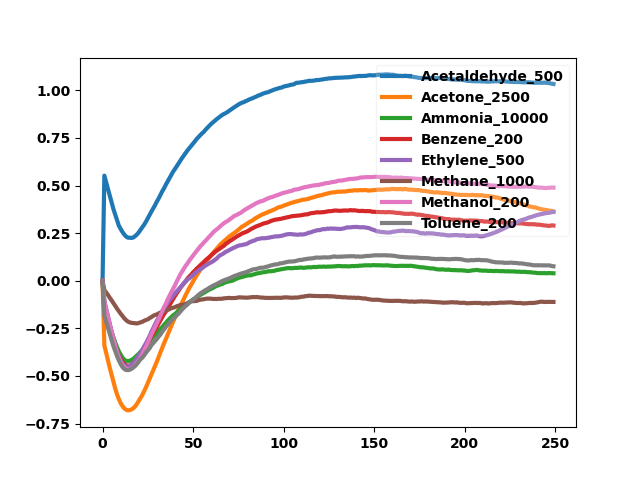 1.00
0.75
0.50
0.25
0.00
−0.25
−0.50
−0.75
0
50
100
150
200
250
Acetaldehyde_500
Acetone_2500
Ammonia_10000
Benzene_200
Ethylene_500
Methane_1000
Methanol_200
Toluene_200